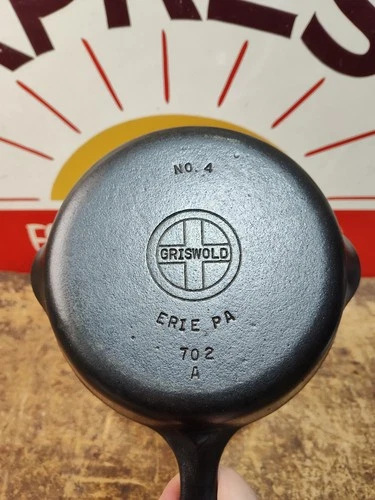 NO. 4
GRISWOLD
ERIE PA
702
A